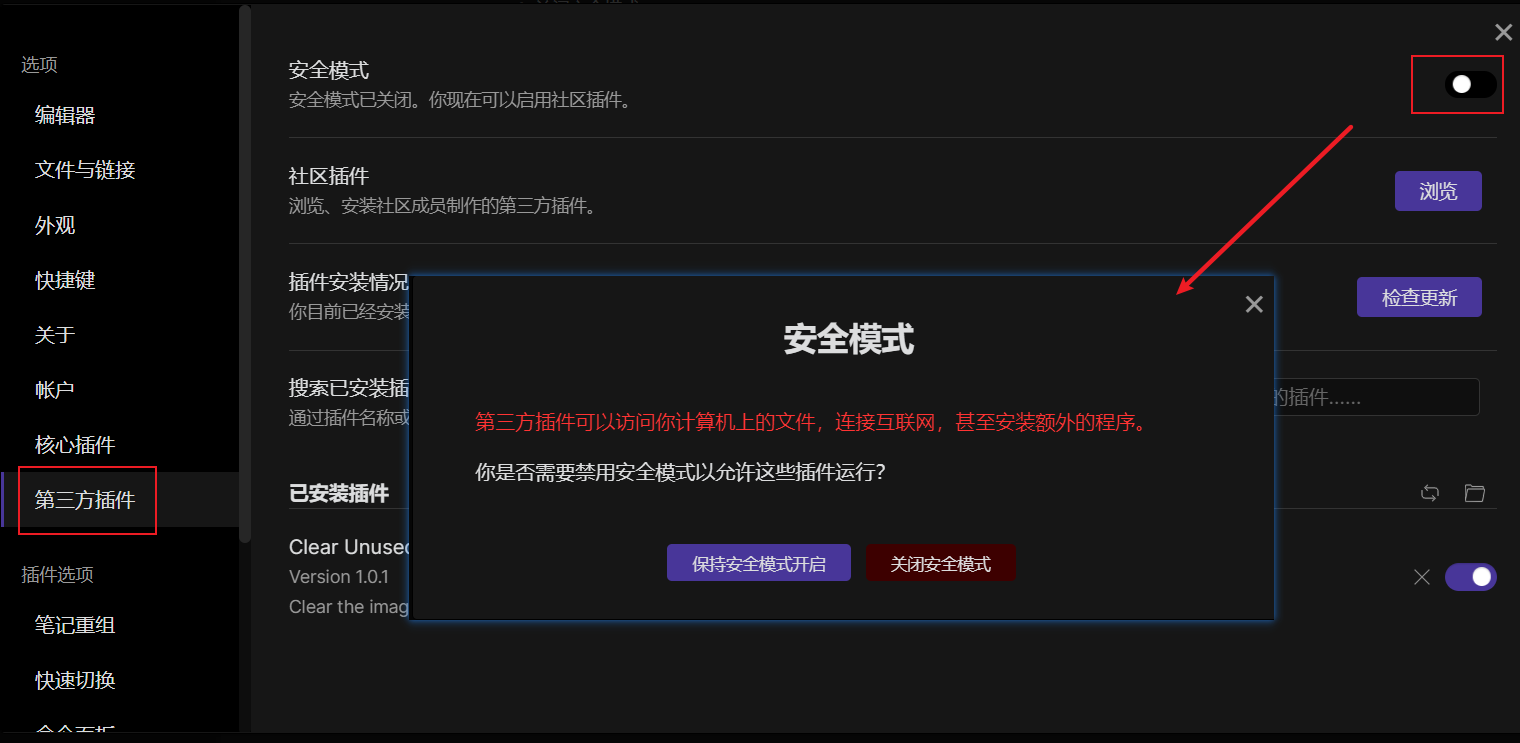 选项
编辑器
文件与链接
外观
快捷键
关于
帐户
核心插件
第三方插件
插件选项
笔记重组
快速切换
安全模式
安全模式已关闭。你现在可以启用社区插件。
社区插件
浏览、安装社区成员制作的第三方插件。
浏览
插件安装情况
你目前已经安装
检查更新
搜索已安装插
通过插件名称或
的插件......
已安装插件
Clear Unused
Version 1.0.1
Clear the imag
安全模式
第三方插件可以访问你计算机上的文件，连接互联网，甚至安装额外的程序。
你是否需要禁用安全模式以允许这些插件运行?
保持安全模式开启
关闭安全模式